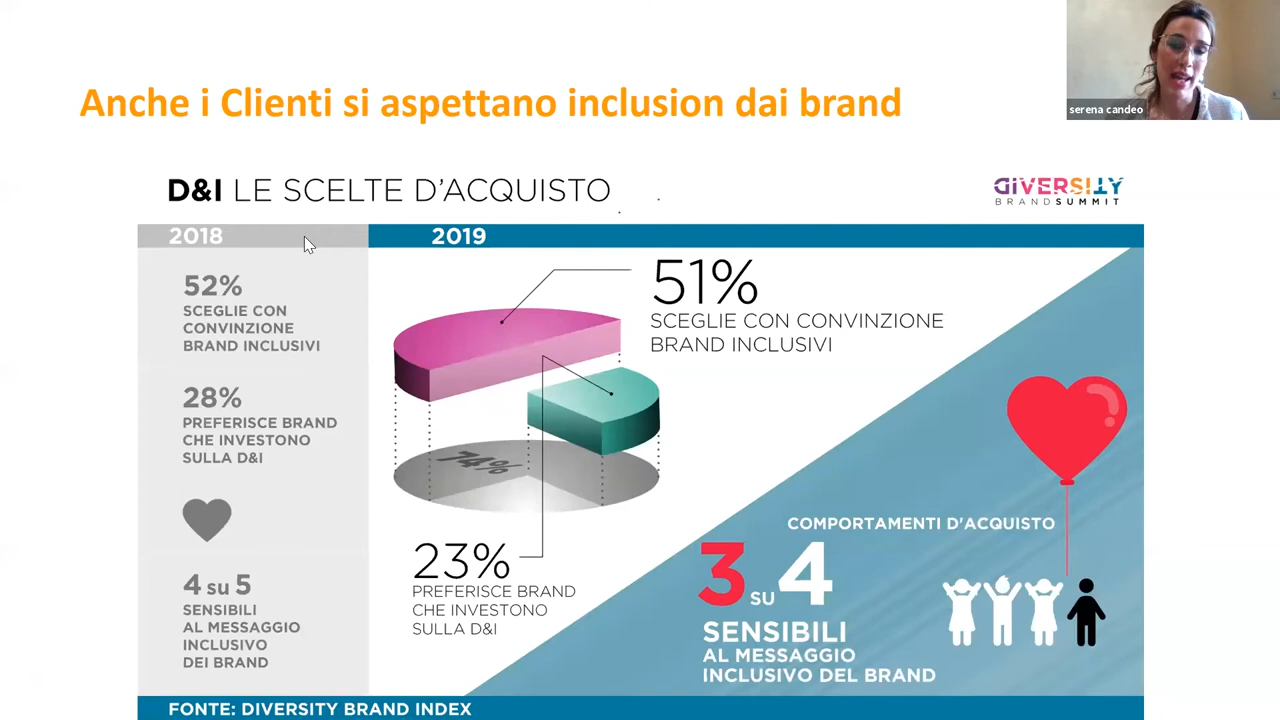 serena candeo
Anche i Clienti si aspettano inclusion dai brand
D&I LE SCELTE D'ACQUISTO
DIVERSITY
BRAND SUMMIT
2018
2019
52%
SCEGLIE CON
CONVINZIONE
BRAND INCLUSIVI
28%
PREFERISCE BRAND
CHE INVESTONO
SULLA D&I
4 su 5
SENSIBILI
AL MESSAGGIO
INCLUSIVO
DEI BRAND
51%
SCEGLIE CON CONVINZIONE
BRAND INCLUSIVI
74%
23%
PREFERISCE BRAND
CHE INVESTONO
SULLA D&I
COMPORTAMENTI D'ACQUISTO
3 SU 4
SENSIBILI
AL MESSAGGIO
INCLUSIVO DEL BRAND
FONTE: DIVERSITY BRAND INDEX